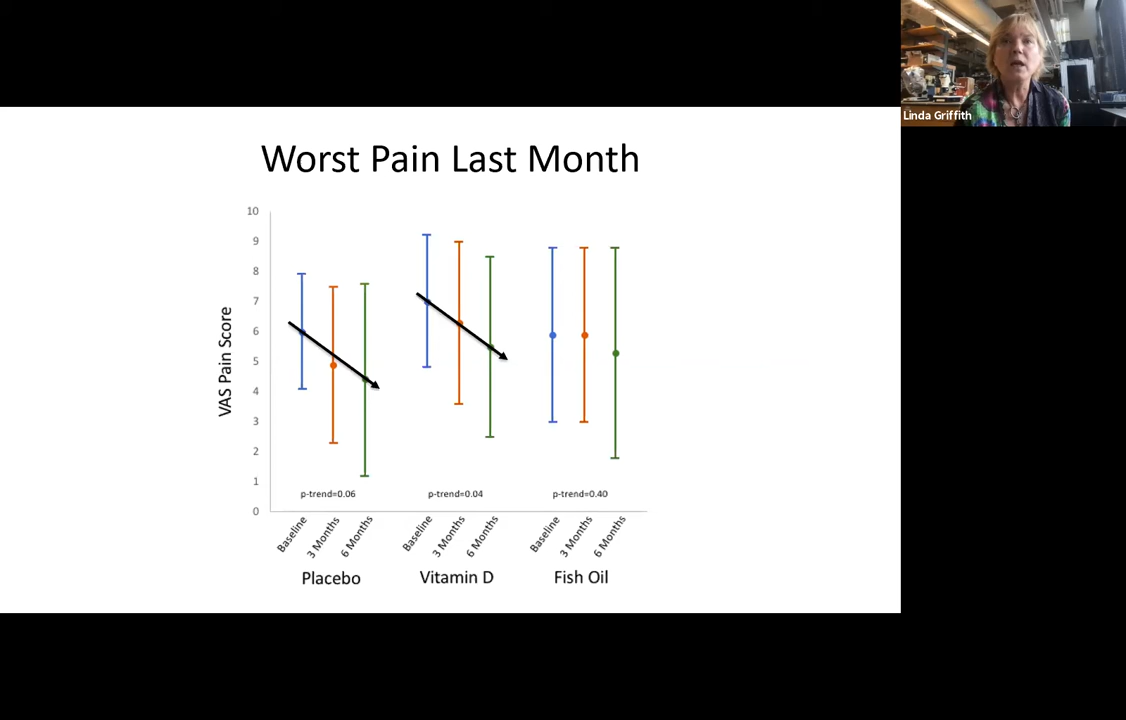 Linda Griffith
Worst Pain Last Month
VAS Pain Score
10
9
8
7
6
5
4
3
2
1
0
p-trend=0.06
p-trend=0.04
p-trend=0.40
Baseline
3 Months
6 Months
Baseline
3 Months
6 Months
Baseline
3 Months
6 Months
Placebo
Vitamin D
Fish Oil